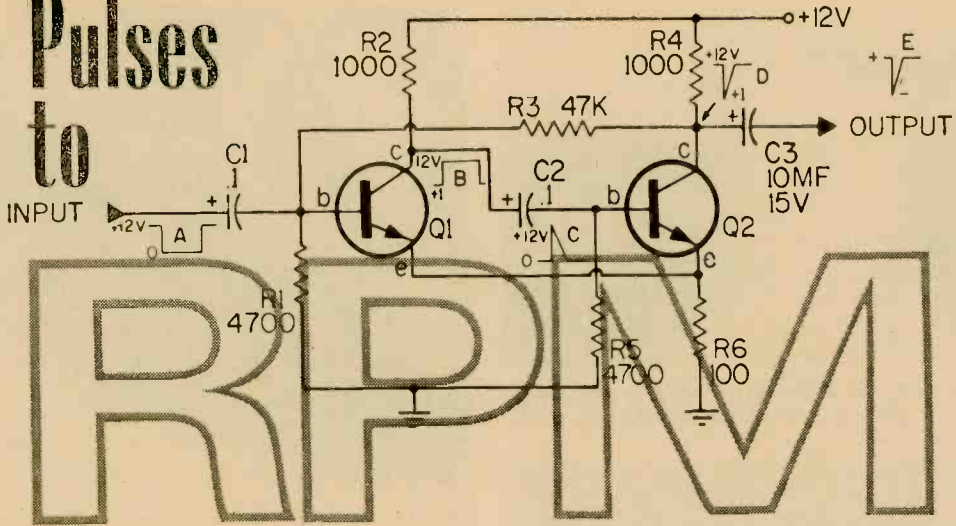 Pulses
to
RPM
+12V
R2
1000
R4
1000
+12V
+1
D
E
+
-
R3 47K
OUTPUT
C1
.1
+
INPUT
+12V
0
A
b
c
e
Q1
12V
+1
B
C2
.1
+
+12V
0
C
b
c
e
Q2
+
C3
10MF
15V
R1
4700
R5
4700
R6
100